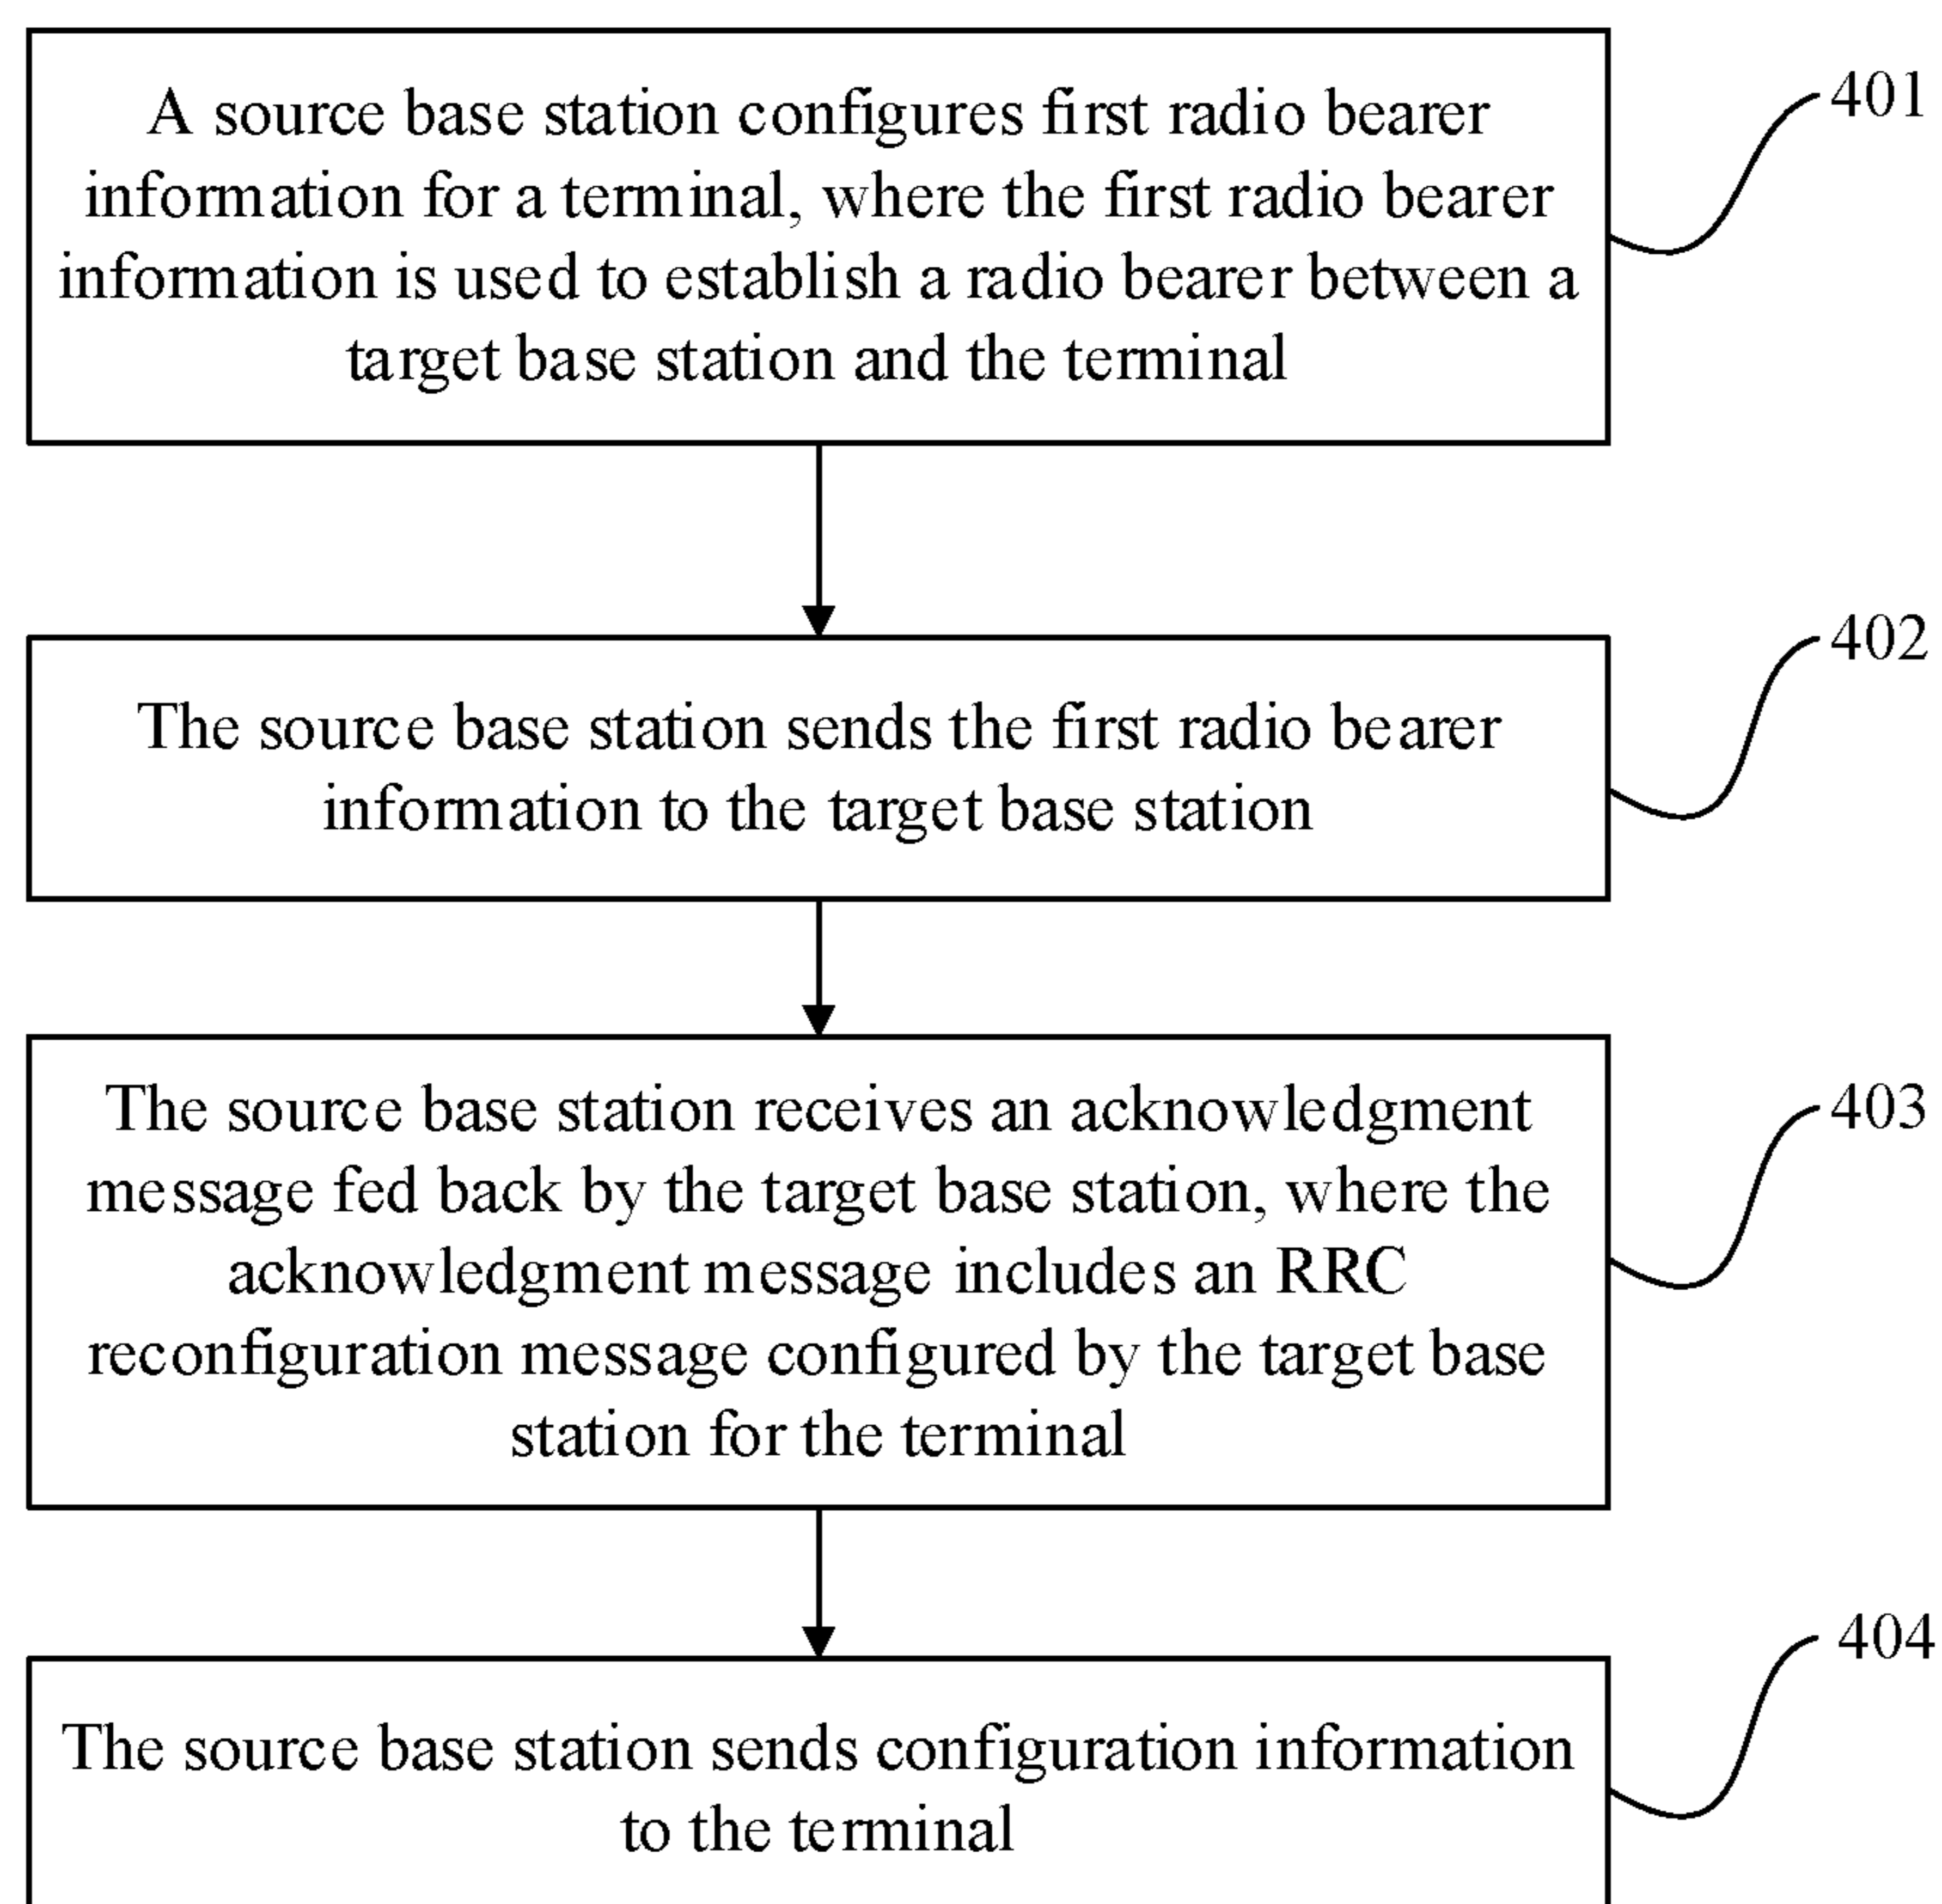 A source base station configures first radio bearer
information for a terminal, where the first radio bearer
information is used to establish a radio bearer between a
target base station and the terminal
401
The source base station sends the first radio bearer
information to the target base station
402
The source base station receives an acknowledgment
message fed back by the target base station, where the
acknowledgment message includes an RRC
reconfiguration message configured by the target base
station for the terminal
403
The source base station sends configuration information
to the terminal
404